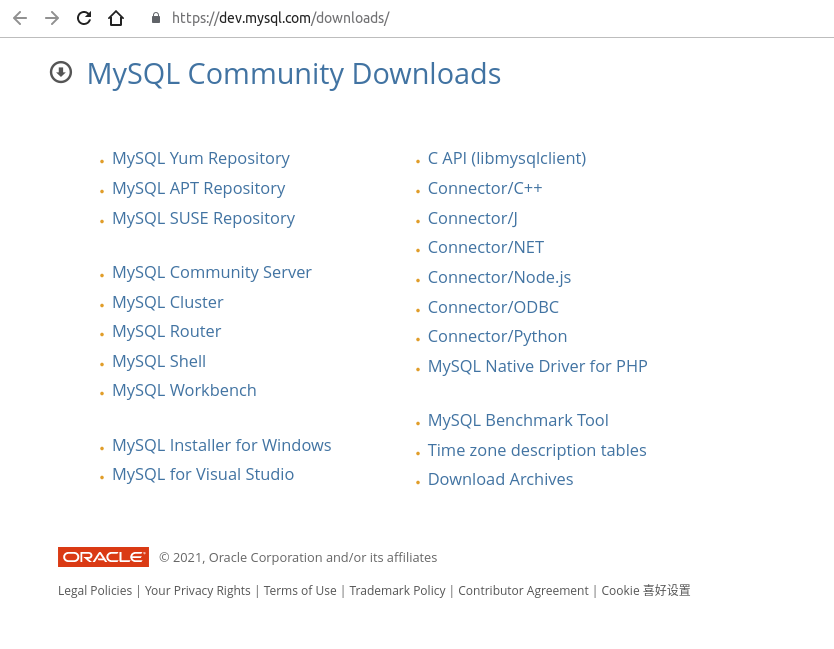 https://dev.mysql.com/downloads/
MySQL Community Downloads
MySQL Yum Repository
MySQL APT Repository
MySQL SUSE Repository
MySQL Community Server
MySQL Cluster
MySQL Router
MySQL Shell
MySQL Workbench
MySQL Installer for Windows
MySQL for Visual Studio
C API (libmysqlclient)
Connector/C++
Connector/J
Connector/NET
Connector/Node.js
Connector/ODBC
Connector/Python
MySQL Native Driver for PHP
MySQL Benchmark Tool
Time zone description tables
Download Archives
ORACLE © 2021, Oracle Corporation and/or its affiliates
Legal Policies | Your Privacy Rights | Terms of Use | Trademark Policy | Contributor Agreement | Cookie 喜好设置